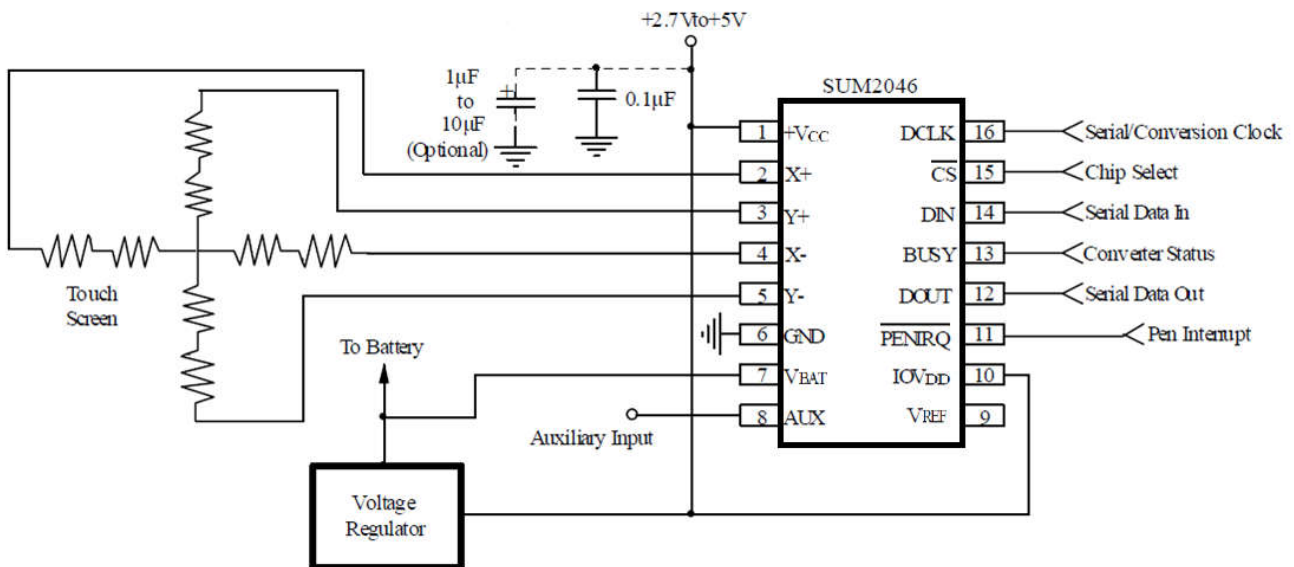 +2.7Vto+5V
1μF
to
10μF
(Optional)
0.1μF
SUM2046
1 +VCC DCLK 16 Serial/Conversion Clock
2 X+ CS 15 Chip Select
3 Y+ DIN 14 Serial Data In
4 X- BUSY 13 Converter Status
5 Y- DOUT 12 Serial Data Out
6 GND PENIRQ 11 Pen Interrupt
7 VBAT IOVDD 10
8 AUX VREF 9
Touch
Screen
To Battery
Auxiliary Input
Voltage
Regulator